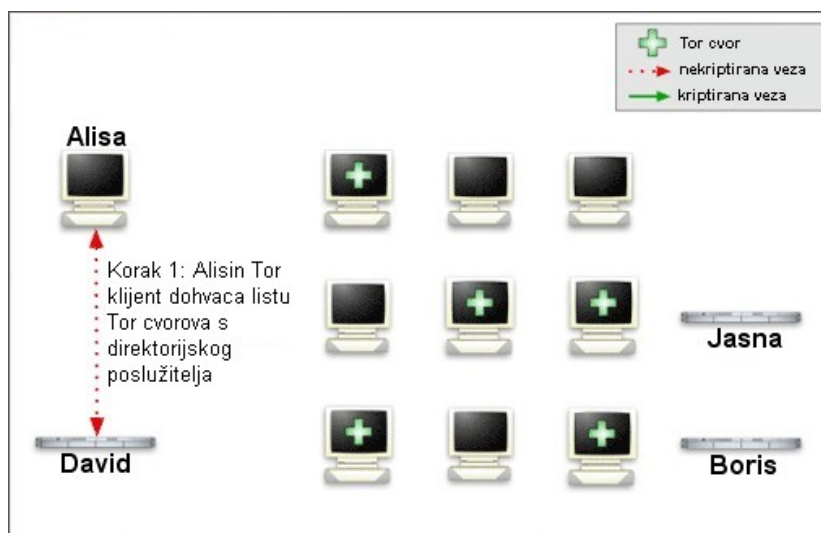 Tor cvor
nekriptirana veza
kriptirana veza
Alisa
Korak 1: Alisin Tor
klijent dohvaca listu
Tor cvorova s
direktorijskog
poslužitelja
Jasna
David
Boris